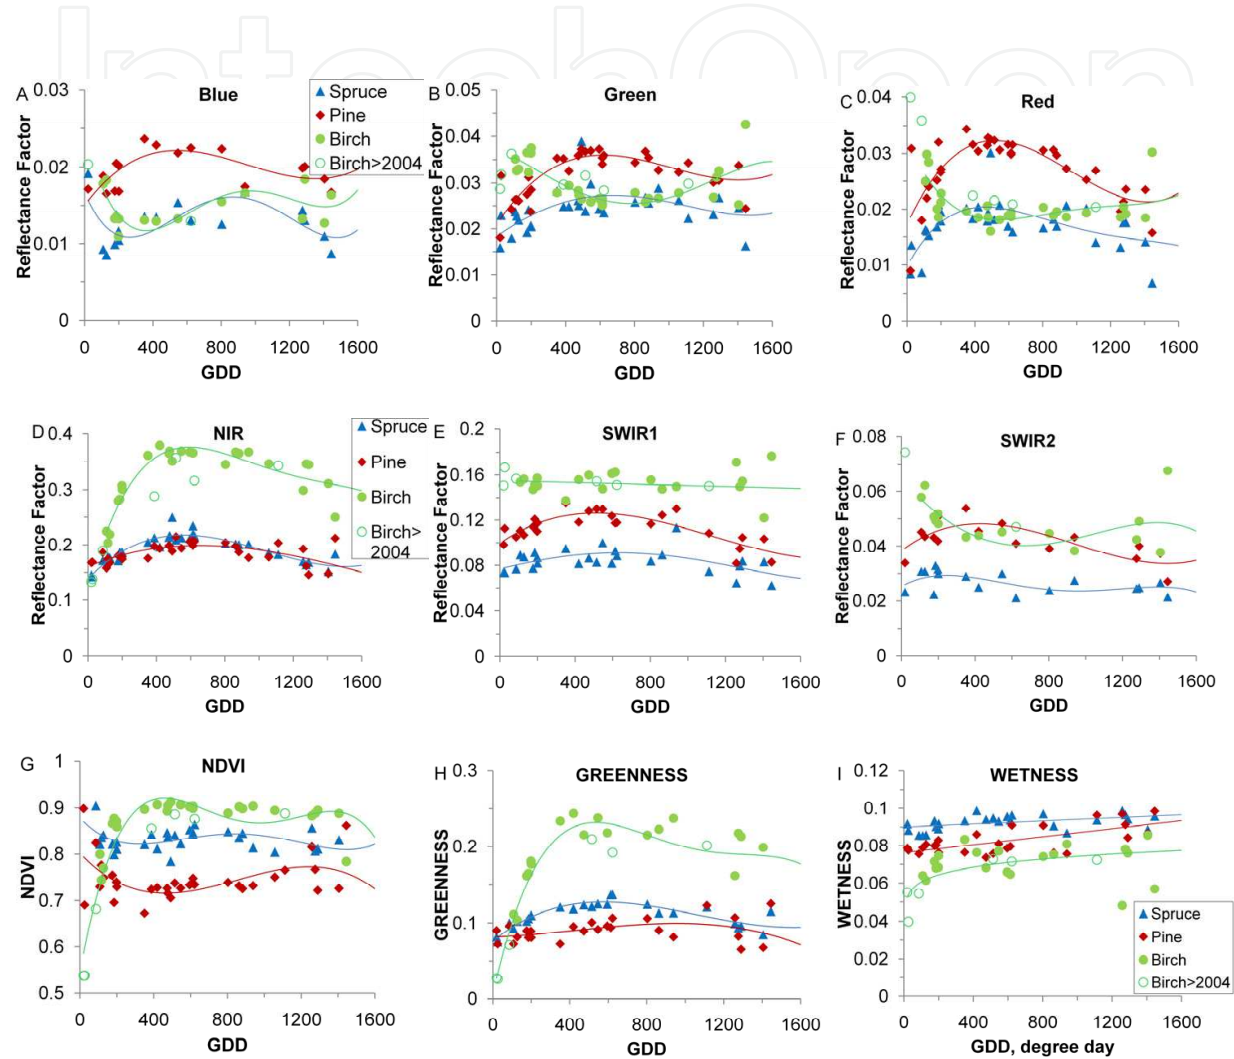 IntechOpen
A
Blue
Reflectance Factor
0.03
0.02
0.01
0
0 400 800 1200 1600
GDD
Spruce
Pine
Birch
Birch>2004
B
Green
Reflectance Factor
0.05
0.04
0.03
0.02
0.01
0
0 400 800 1200 1600
GDD
C
Red
Reflectance Factor
0.04
0.03
0.02
0.01
0
0 400 800 1200 1600
GDD
D
NIR
Reflectance Factor
0.4
0.3
0.2
0.1
0
0 400 800 1200 1600
GDD
Spruce
Pine
Birch
Birch>
2004
E
SWIR1
Reflectance Factor
0.2
0.16
0.12
0.08
0.04
0
0 400 800 1200 1600
GDD
F
SWIR2
Reflectance Factor
0.08
0.06
0.04
0.02
0
0 400 800 1200 1600
GDD
G
NDVI
NDVI
1
0.9
0.8
0.7
0.6
0.5
0 400 800 1200 1600
GDD
H
GREENNESS
GREENNESS
0.3
0.2
0.1
0
0 400 800 1200 1600
GDD
I
WETNESS
WETNESS
0.12
0.1
0.08
0.06
0.04
0.02
0
0 400 800 1200 1600
GDD, degree day
Spruce
Pine
Birch
Birch>2004